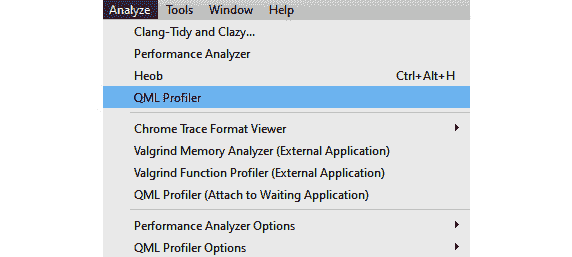 Analyze Tools Window Help
Clang-Tidy and Clazy...
Performance Analyzer
Heob Ctrl+Alt+H
QML Profiler
Chrome Trace Format Viewer
Valgrind Memory Analyzer (External Application)
Valgrind Function Profiler (External Application)
QML Profiler (Attach to Waiting Application)
Performance Analyzer Options
QML Profiler Options